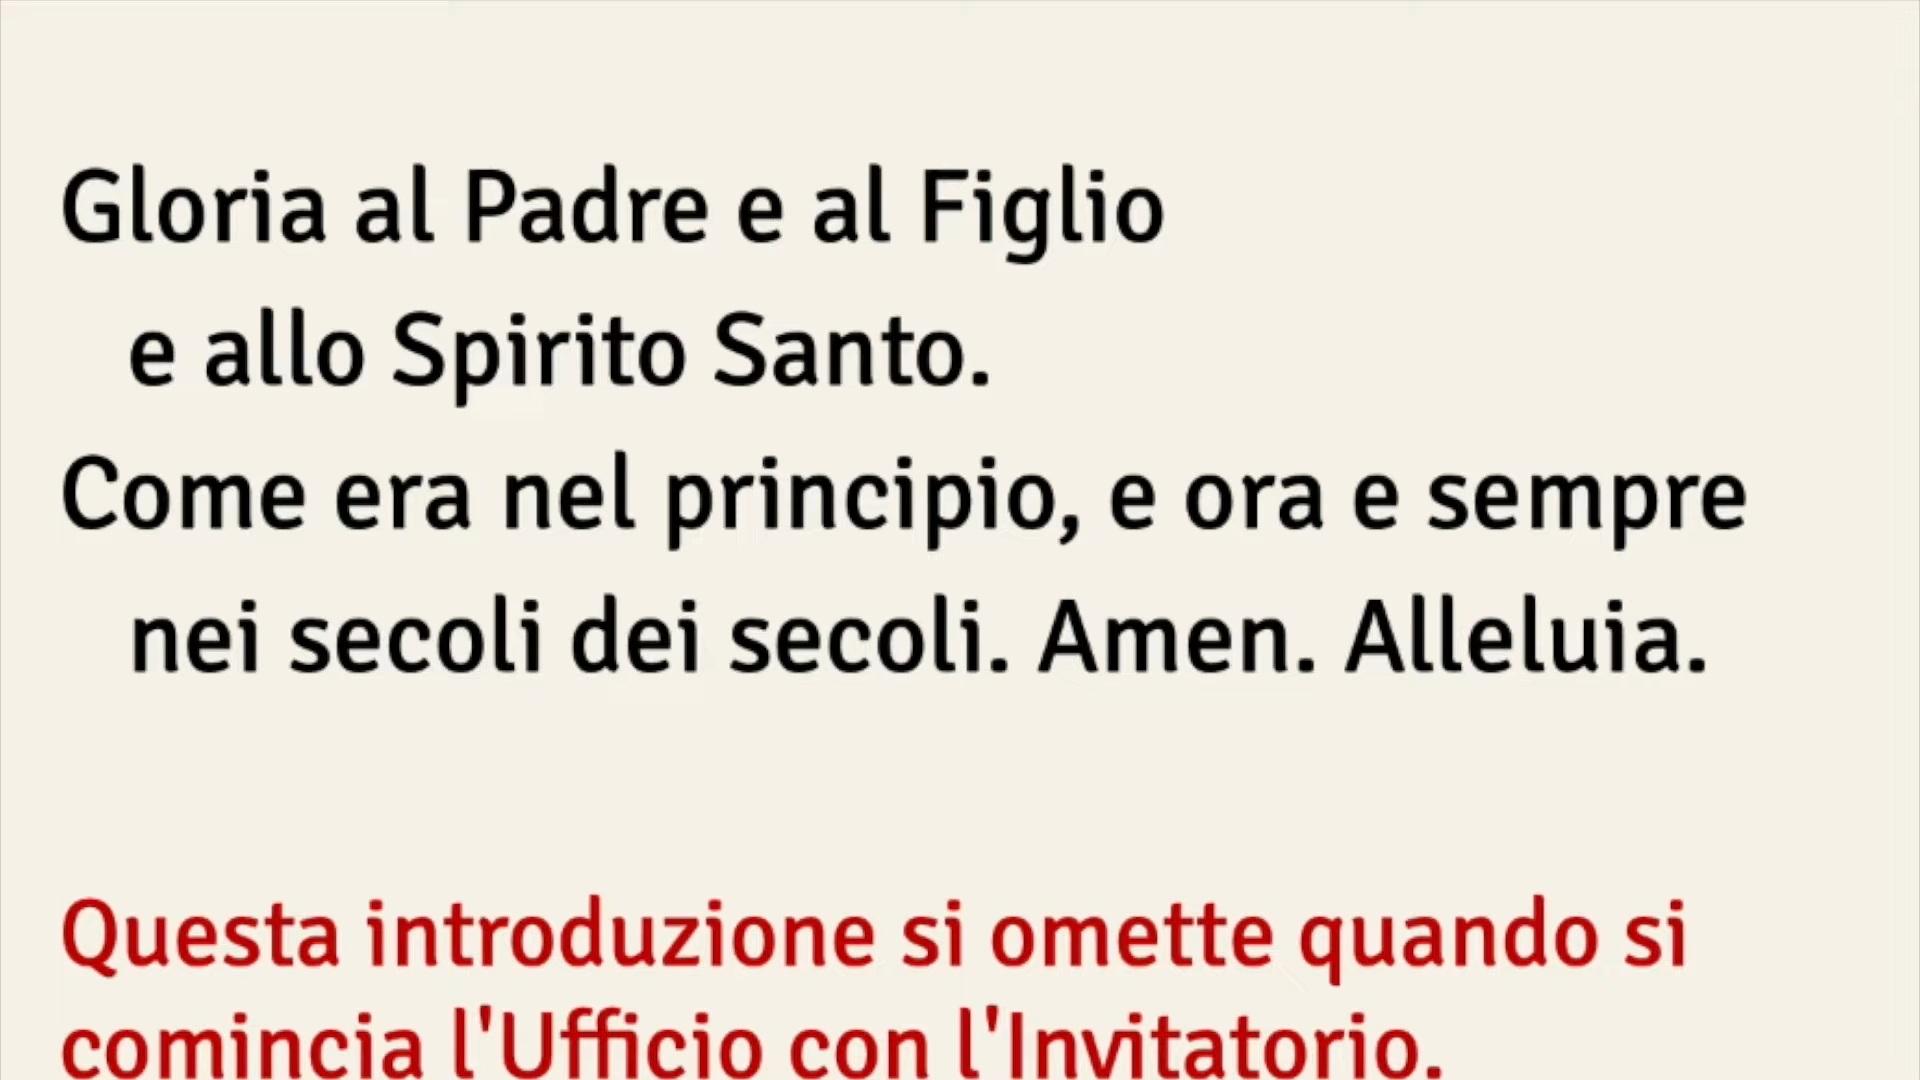 Gloria al Padre e al Figlio
e allo Spirito Santo.
Come era nel principio, e ora e sempre
nei secoli dei secoli. Amen. Alleluia.
Questa introduzione si omette quando si
comincia l'Ufficio con l'Invitatorio.